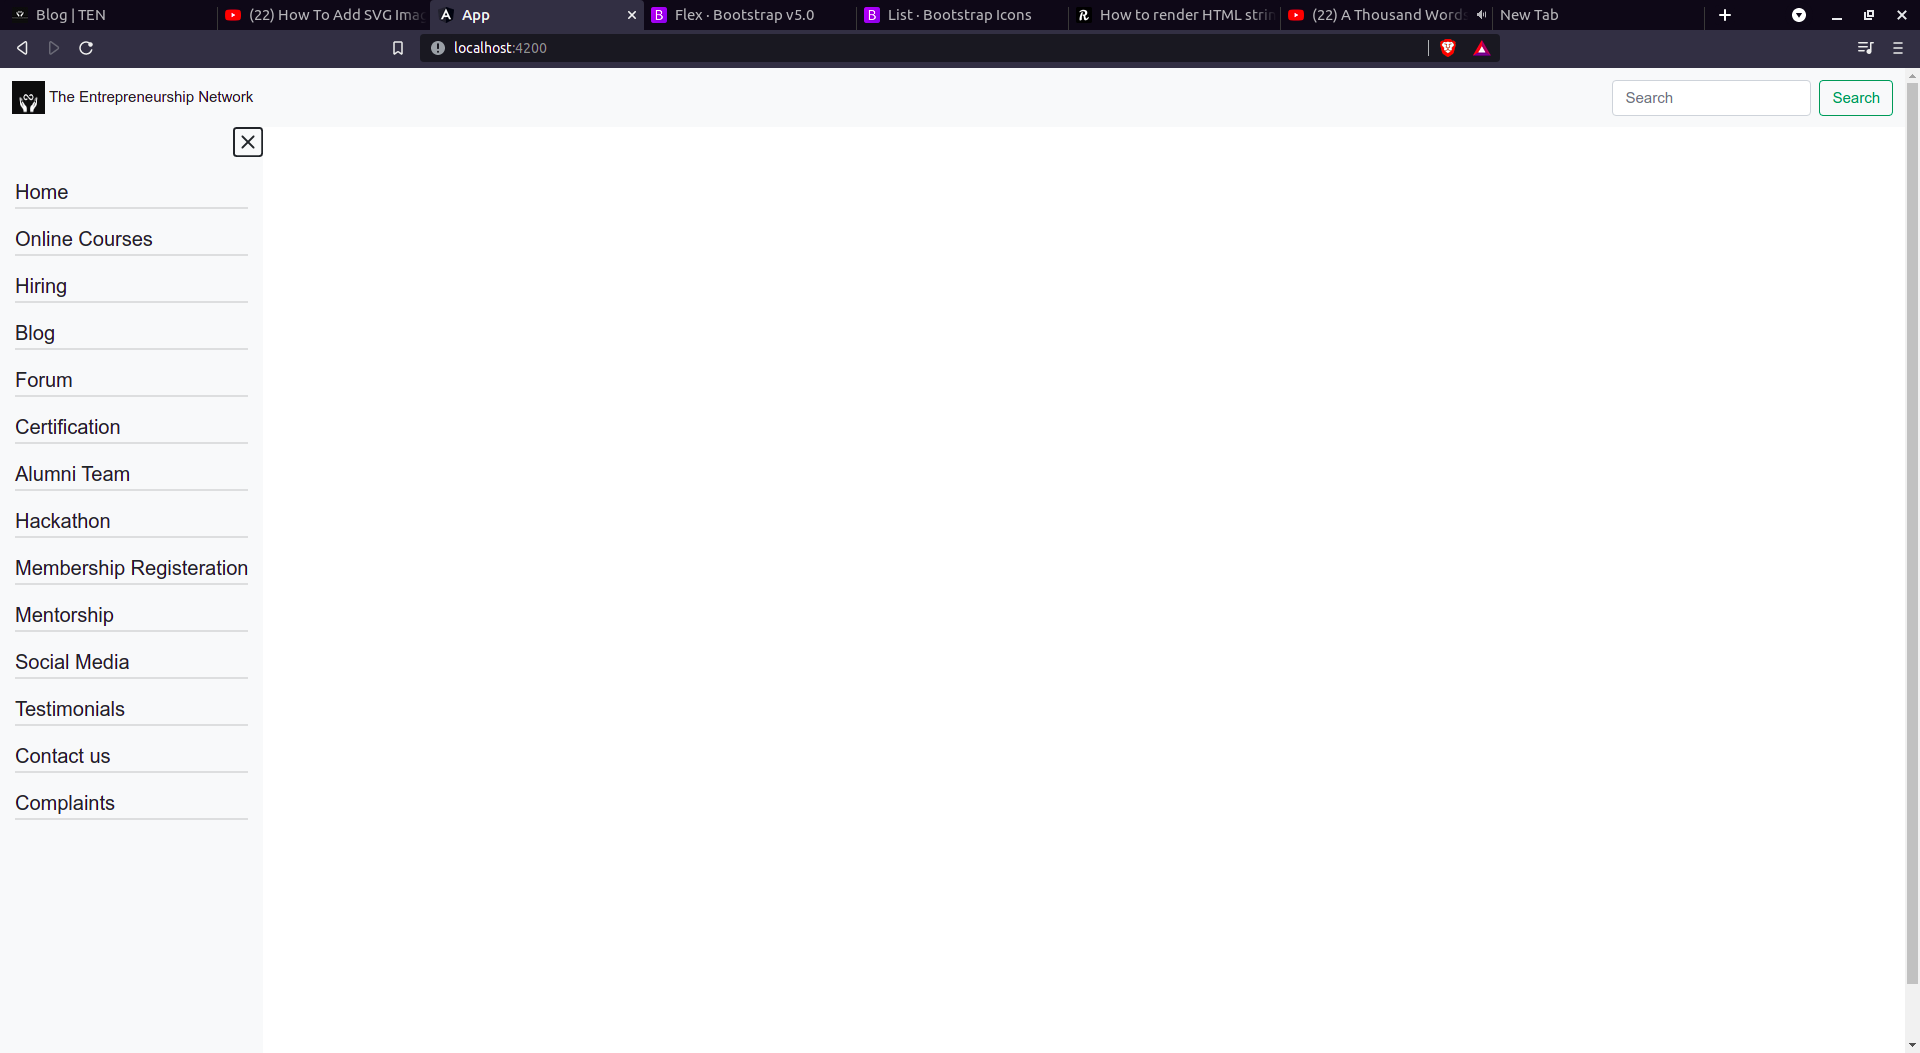 Blog | TEN
(22) How To Add SVG Imag
App
Flex · Bootstrap v5.0
List · Bootstrap Icons
How to render HTML strin
(22) A Thousand Words
New Tab
localhost:4200
The Entrepreneurship Network
Search
Search
Home
Online Courses
Hiring
Blog
Forum
Certification
Alumni Team
Hackathon
Membership Registeration
Mentorship
Social Media
Testimonials
Contact us
Complaints